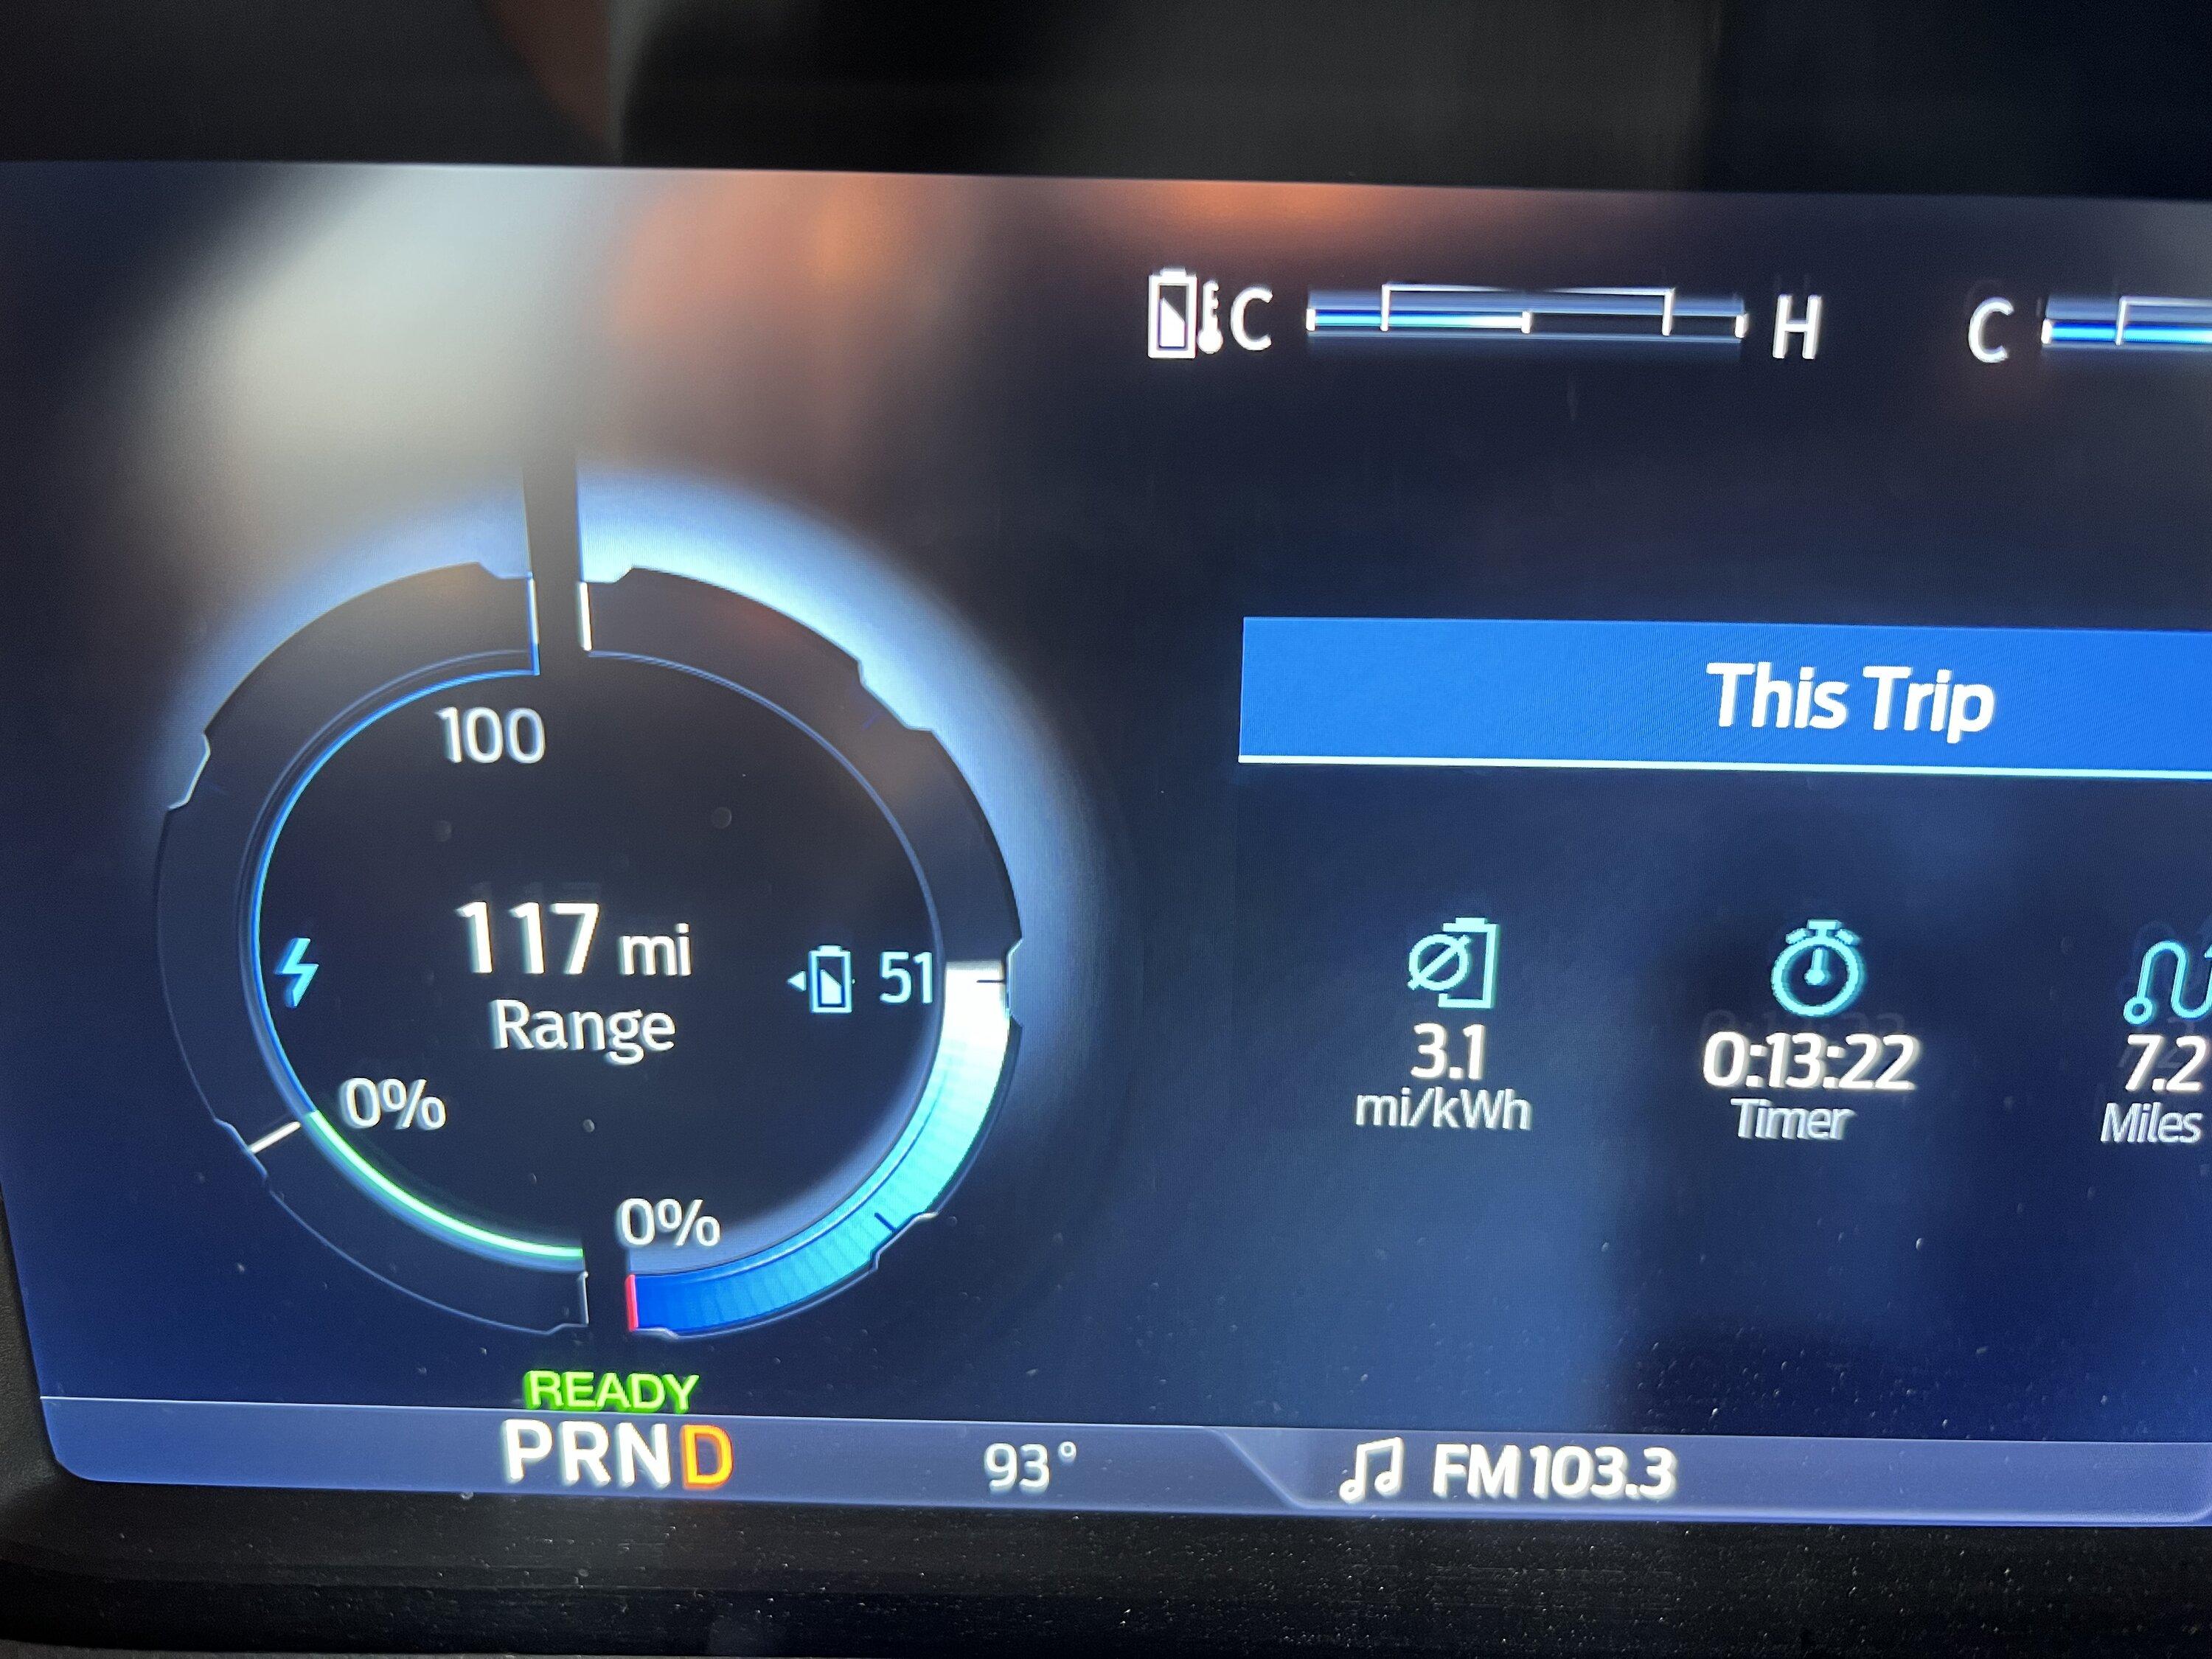 C H C
This Trip
100
117 mi
Range
51
0%
0%
3.1
mi/kWh
0:13:22
Timer
7.2
Miles
READY
PRND
93°
FM 103.3